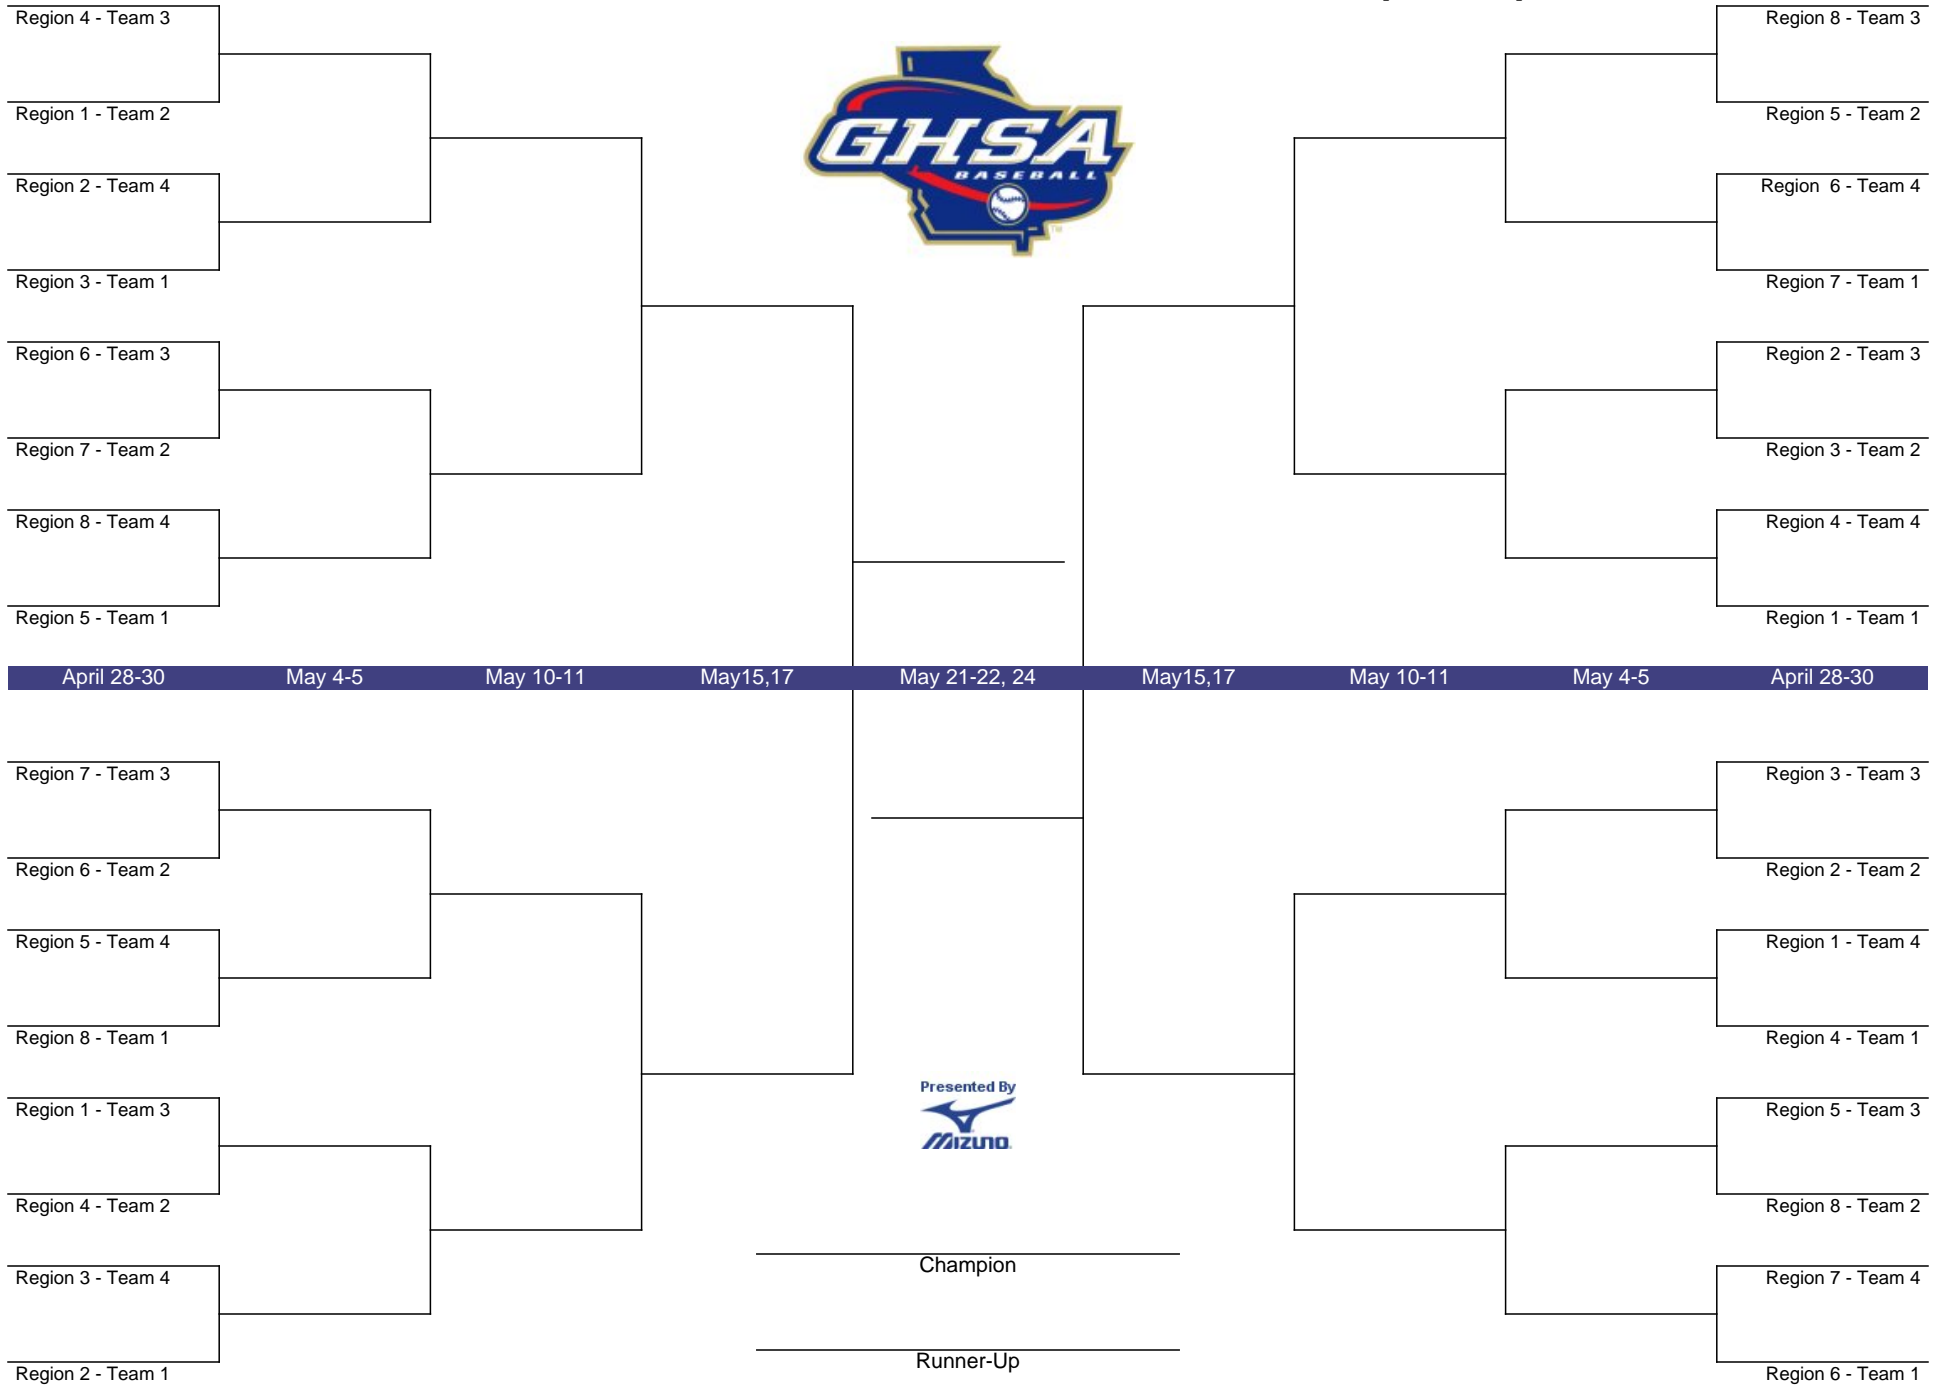 Region 4 - Team 3
Region 1 - Team 2
Region 2 - Team 4
Region 3 - Team 1
Region 6 - Team 3
Region 7 - Team 2
Region 8 - Team 4
Region 5 - Team 1
GHSA
BASEBALL
TM
Region 8 - Team 3
Region 5 - Team 2
Region 6 - Team 4
Region 7 - Team 1
Region 2 - Team 3
Region 3 - Team 2
Region 4 - Team 4
Region 1 - Team 1
April 28-30 May 4-5 May 10-11 May15,17 May 21-22, 24 May15,17 May 10-11 May 4-5 April 28-30
Region 7 - Team 3
Region 6 - Team 2
Region 5 - Team 4
Region 8 - Team 1
Region 1 - Team 3
Region 4 - Team 2
Region 3 - Team 4
Region 2 - Team 1
Presented By
MIZUNO
Champion
Runner-Up
Region 3 - Team 3
Region 2 - Team 2
Region 1 - Team 4
Region 4 - Team 1
Region 5 - Team 3
Region 8 - Team 2
Region 7 - Team 4
Region 6 - Team 1